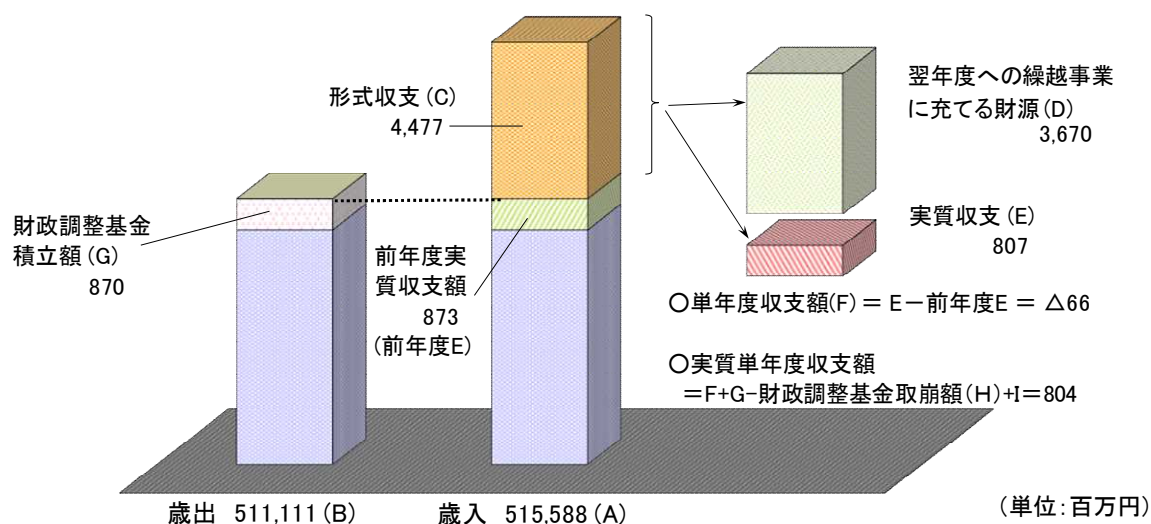 形式収支(C)
4,477
翌年度への繰越事業
に充てる財源(D)
3,670
財政調整基金
積立額(G)
870
前年度実
質収支額
873
(前年度E)
実質収支(E)
807
〇単年度収支額(F) = E-前年度E = △66
〇実質単年度収支額
=F+G-財政調整基金取崩額(H)+I=804
歳出 511,111(B)
歳入 515,588(A)
(単位:百万円)